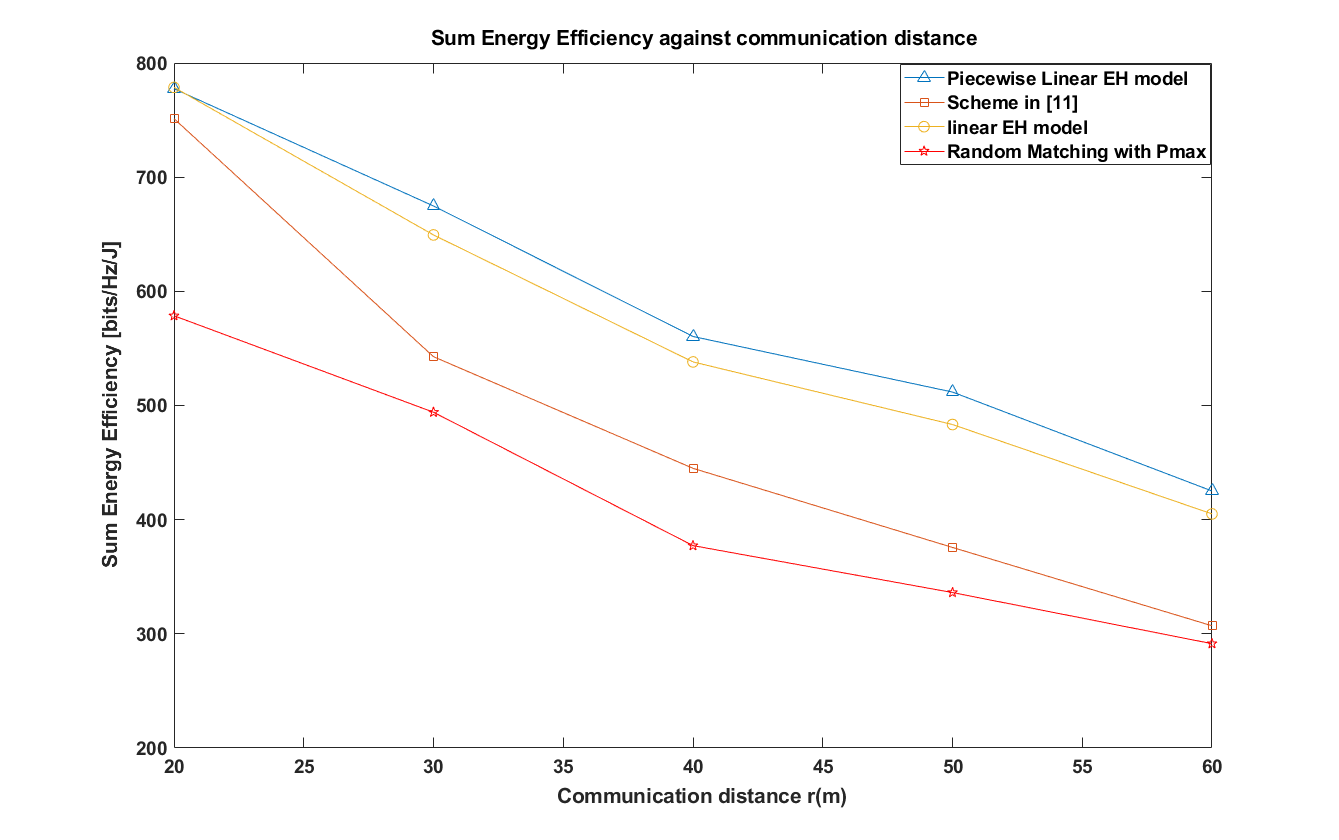 Sum Energy Efficiency against communication distance
Piecewise Linear EH model
Scheme in [11]
linear EH model
Random Matching with Pmax
Sum Energy Efficiency [bits/Hz/J]
800
700
600
500
400
300
200
20 25 30 35 40 45 50 55 60
Communication distance r(m)